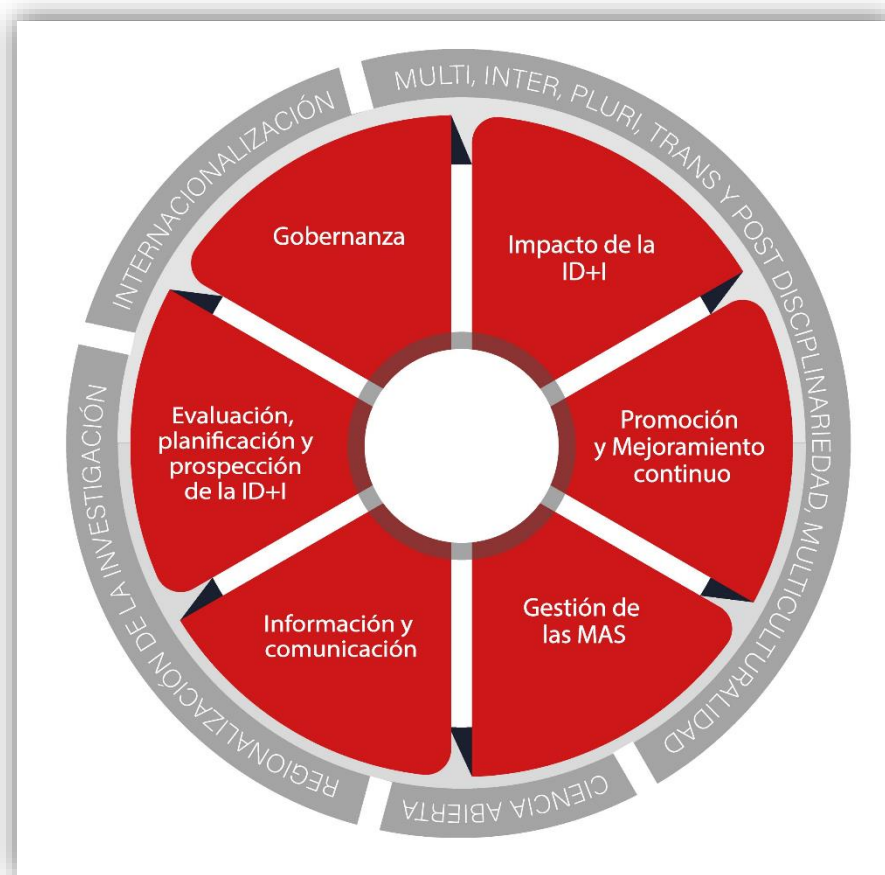 MULTI, INTER, PLURI, TRANS Y POST DISCIPLINARIEDAD, MULTICULTURALIDAD
CIENCIA ABIERTA
REGIONALIZACIÓN DE LA INVESTIGACIÓN
INTERNACIONALIZACIÓN
Gobernanza
Impacto de la
ID+I
Promoción
y Mejoramiento
continuo
Gestión de
las MAS
Información y
comunicación
Evaluación,
planificación y
prospección
de la ID+I